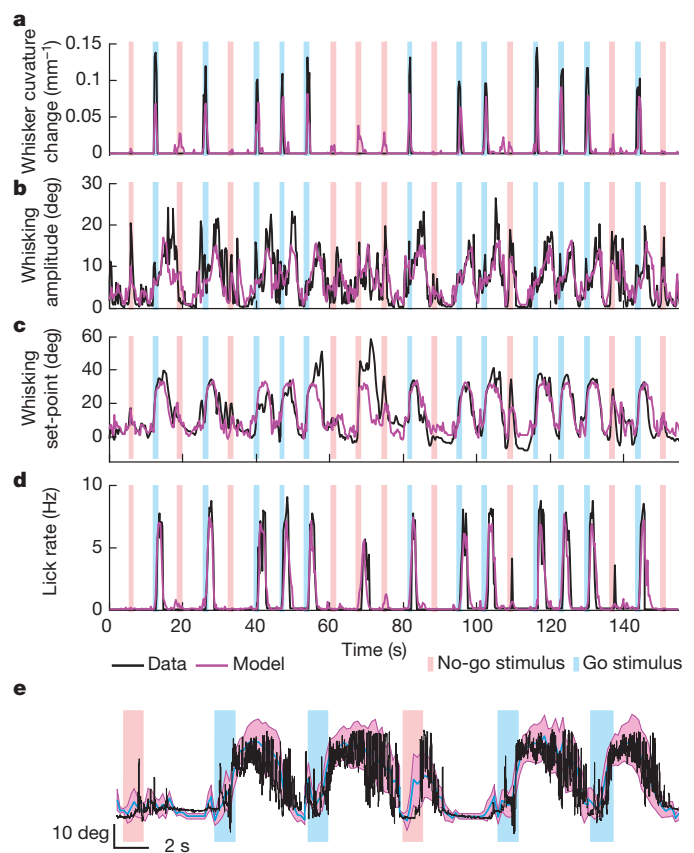 a
Whisker cuvature
change (mm⁻¹)
0.15
0.1
0.05
0
b
Whisking
amplitude (deg)
30
20
10
0
c
Whisking
set-point (deg)
60
40
20
0
d
Lick rate (Hz)
10
5
0
0 20 40 60 80 100 120 140
Time (s)
Data Model No-go stimulus Go stimulus
e
10 deg
2 s